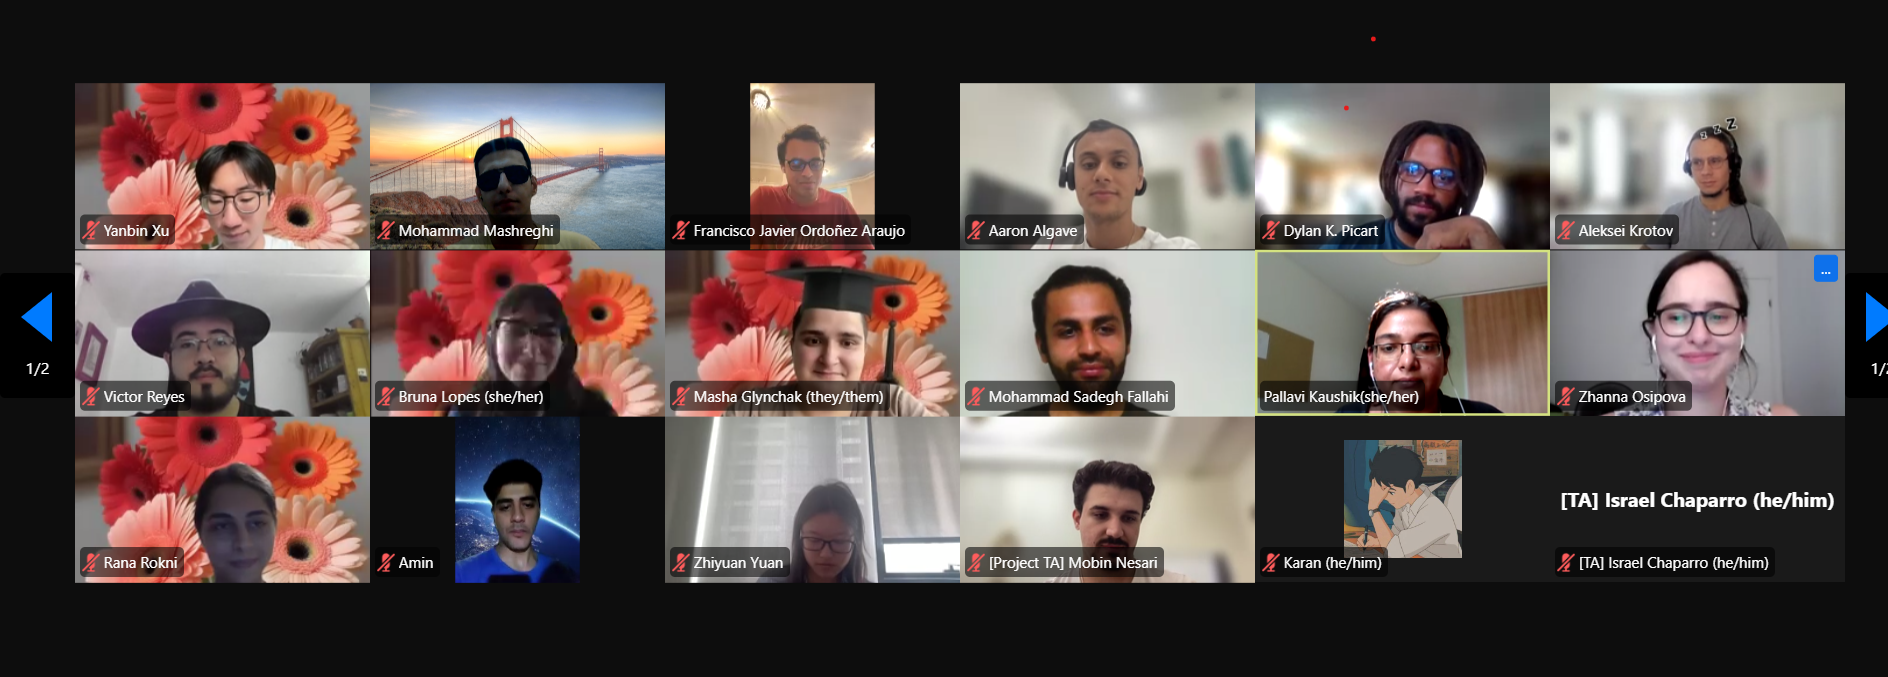 Yanbin Xu
Mohammad Mashreghi
Francisco Javier Ordoñez Araujo
Aaron Algave
Dylan K. Picart
z z Z
Aleksei Krotov
...
1/2
Victor Reyes
Bruna Lopes (she/her)
Masha Glynchak (they/them)
Mohammad Sadegh Fallahi
Pallavi Kaushik(she/her)
Zhanna Osipova
Rana Rokni
Amin
Zhiyuan Yuan
[Project TA] Mobin Nesari
Karan (he/him)
[TA] Israel Chaparro (he/him)
[TA] Israel Chaparro (he/him)